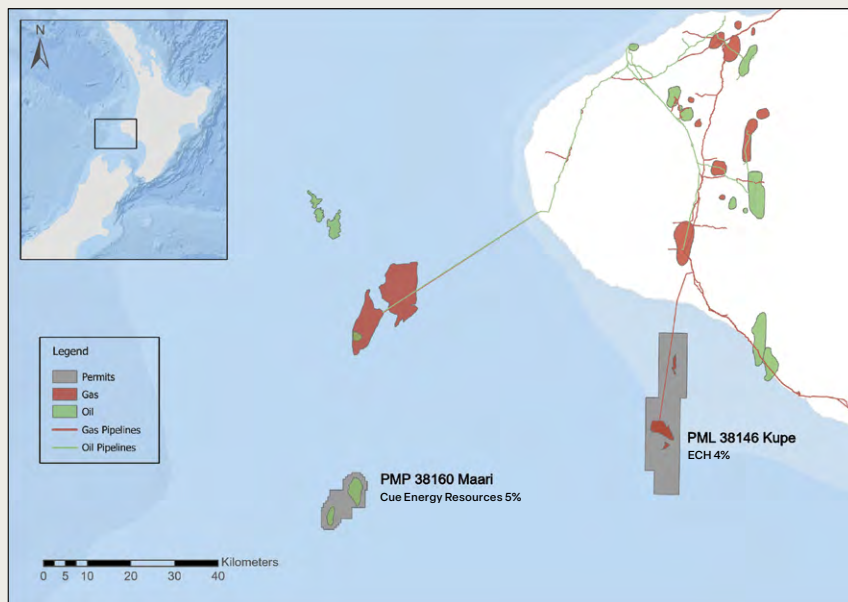 N
Legend
Permits
Gas
Oil
Gas Pipelines
Oil Pipelines
PML 38146 Kupe
ECH 4%
PMP 38160 Maari
Cue Energy Resources 5%
Kilometers
0 5 10 20 30 40